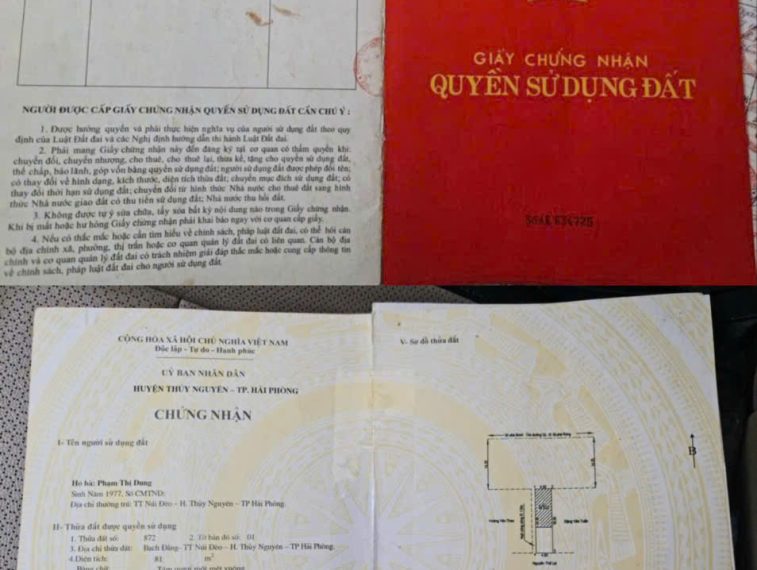 NGƯỜI ĐƯỢC CẤP GIẤY CHỨNG NHẬN QUYỀN SỬ DỤNG ĐẤT CẦN CHÚ Ý :
1. Được hưởng quyền và phải thực hiện nghĩa vụ của người sử dụng đất theo quy
định của Luật Đất đai và các Nghị định hướng dẫn thi hành Luật Đất đai.
2. Phải mang Giấy chứng nhận này đến đăng ký tại cơ quan có thẩm quyền khi:
chuyển đổi, chuyển nhượng, cho thuê, cho thuê lại, thừa kế, tặng cho quyền sử dụng đất,
thế chấp, bảo lãnh, góp vốn bằng quyền sử dụng đất; người sử dụng đất được phép đổi tên;
có thay đổi về hình dạng, kích thước, diện tích thửa đất; chuyển mục đích sử dụng đất; có
thay đổi thời hạn sử dụng đất; chuyển đổi từ hình thức Nhà nước cho thuê đất sang hình
thức Nhà nước giao đất có thu tiền sử dụng đất; Nhà nước thu hồi đất.
3. Không được tự ý sửa chữa, tẩy xóa bất kỳ nội dung nào trong Giấy chứng nhận.
Khi bị mất hoặc hư hỏng Giấy chứng nhận phải khai báo ngay với cơ quan cấp giấy.
4. Nếu có thắc mắc hoặc cần tìm hiểu về chính sách, pháp luật đất đai, có thể hỏi cán
bộ địa chính xã, phường, thị trấn hoặc cơ quan quản lý đất đai có liên quan. Cán bộ địa
chính và cơ quan quản lý đất đai có trách nhiệm giải đáp thắc mắc hoặc cung cấp thông tin
về chính sách, pháp luật đất đai cho người sử dụng đất.
GIẤY CHỨNG NHẬN
QUYỀN SỬ DỤNG ĐẤT
CỘNG HÒA XÃ HỘI CHỦ NGHĨA VIỆT NAM
Độc lập - Tự do - Hạnh phúc
UỶ BAN NHÂN DÂN
HUYỆN THỦY NGUYÊN – TP. HẢI PHÒNG
CHỨNG NHẬN
I- Tên người sử dụng đất
Hộ bà: Phạm Thị Dung
Sinh Năm 1977, Số CMTND:
Địa chỉ thường trú: TT Núi Đèo – H. Thủy Nguyên – TP Hải Phòng.
II- Thửa đất được quyền sử dụng
1. Thửa đất số: 872 2. Tờ bản đồ số: 01
3. Địa chỉ thửa đất: Bạch Đằng- TT Núi Đèo – H. Thủy Nguyên – TP Hải Phòng.
4.Diện tích: 81 m²
V- Sơ đồ thửa đất
B